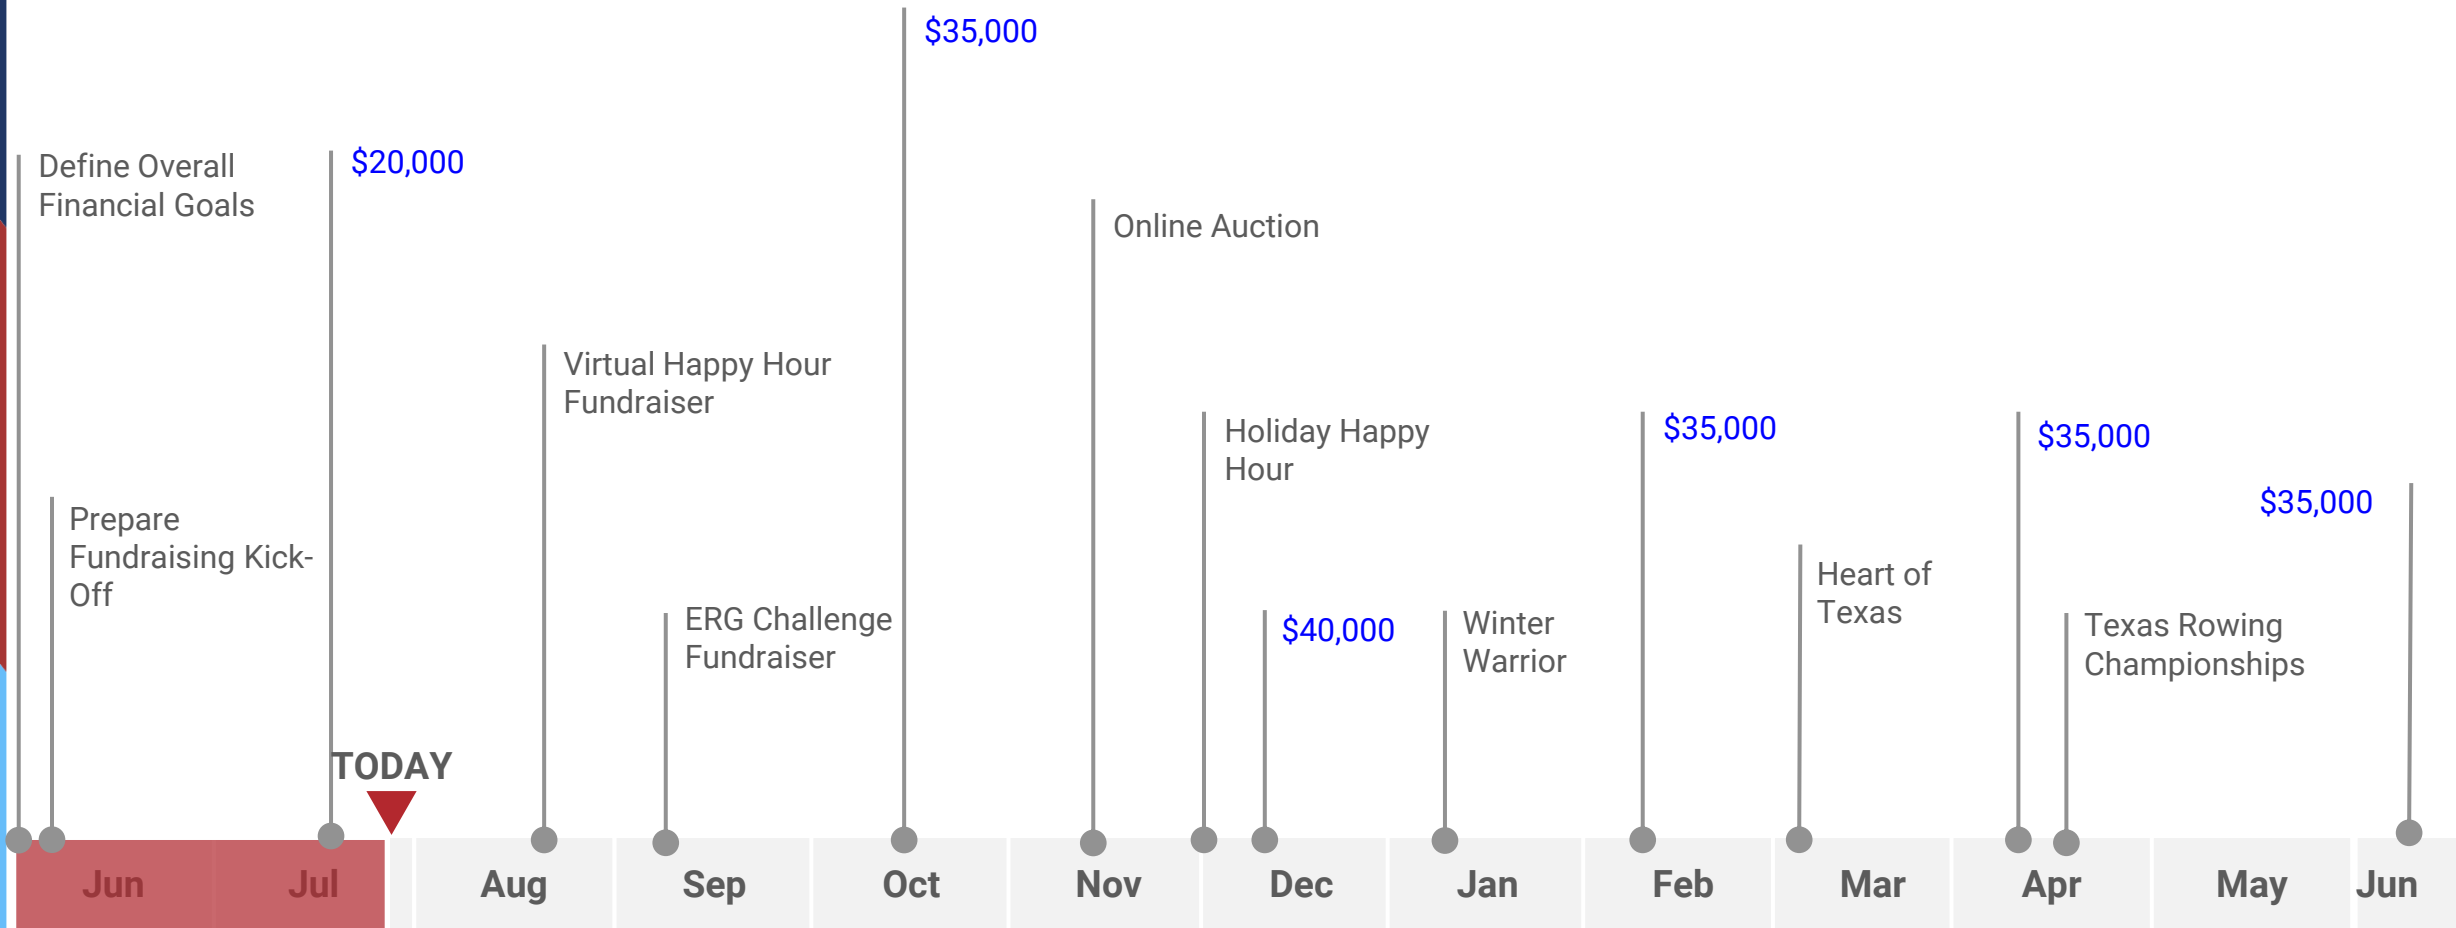 $35,000
Define Overall
Financial Goals
$20,000
Online Auction
Virtual Happy Hour
Fundraiser
Holiday Happy
Hour
$35,000
$35,000
$35,000
Prepare
Fundraising Kick-
Off
Heart of
Texas
ERG Challenge
Fundraiser
$40,000
Winter
Warrior
Texas Rowing
Championships
TODAY
Jun Jul Aug Sep Oct Nov Dec Jan Feb Mar Apr May Jun